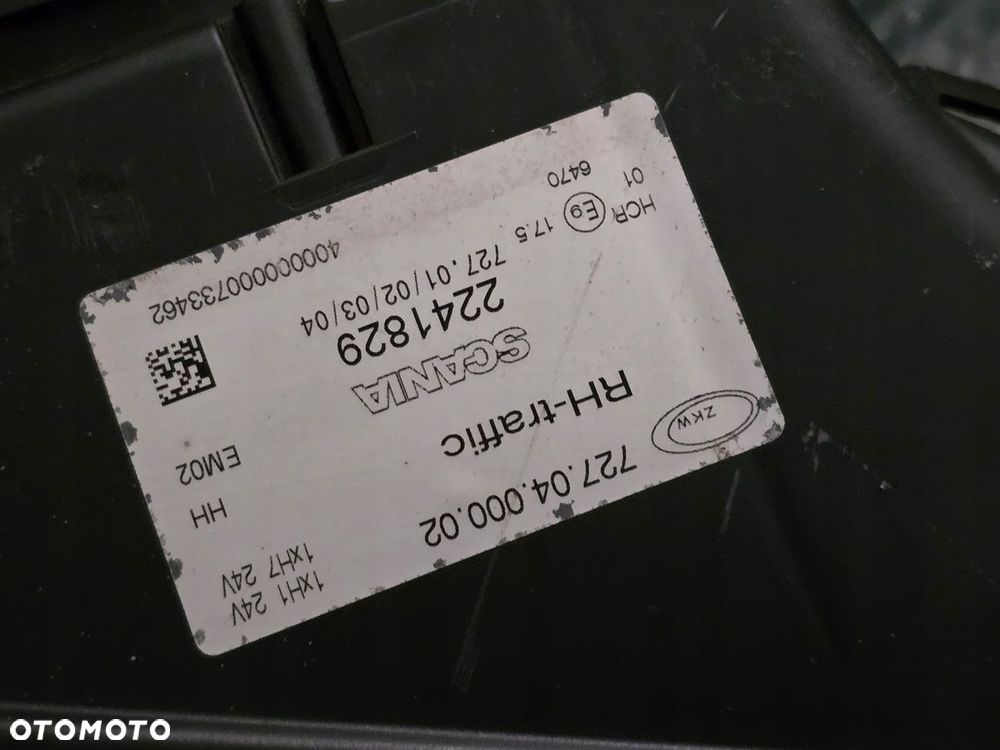 ZKW
727.04.000.02
1xH1 24V
1xH7 24V
RH-traffic
HH
SCANIA
EM02
2241829
727.01/02/03/04
HCR
E9
17.5
01
6470
4000000000733462
OTOMOTO